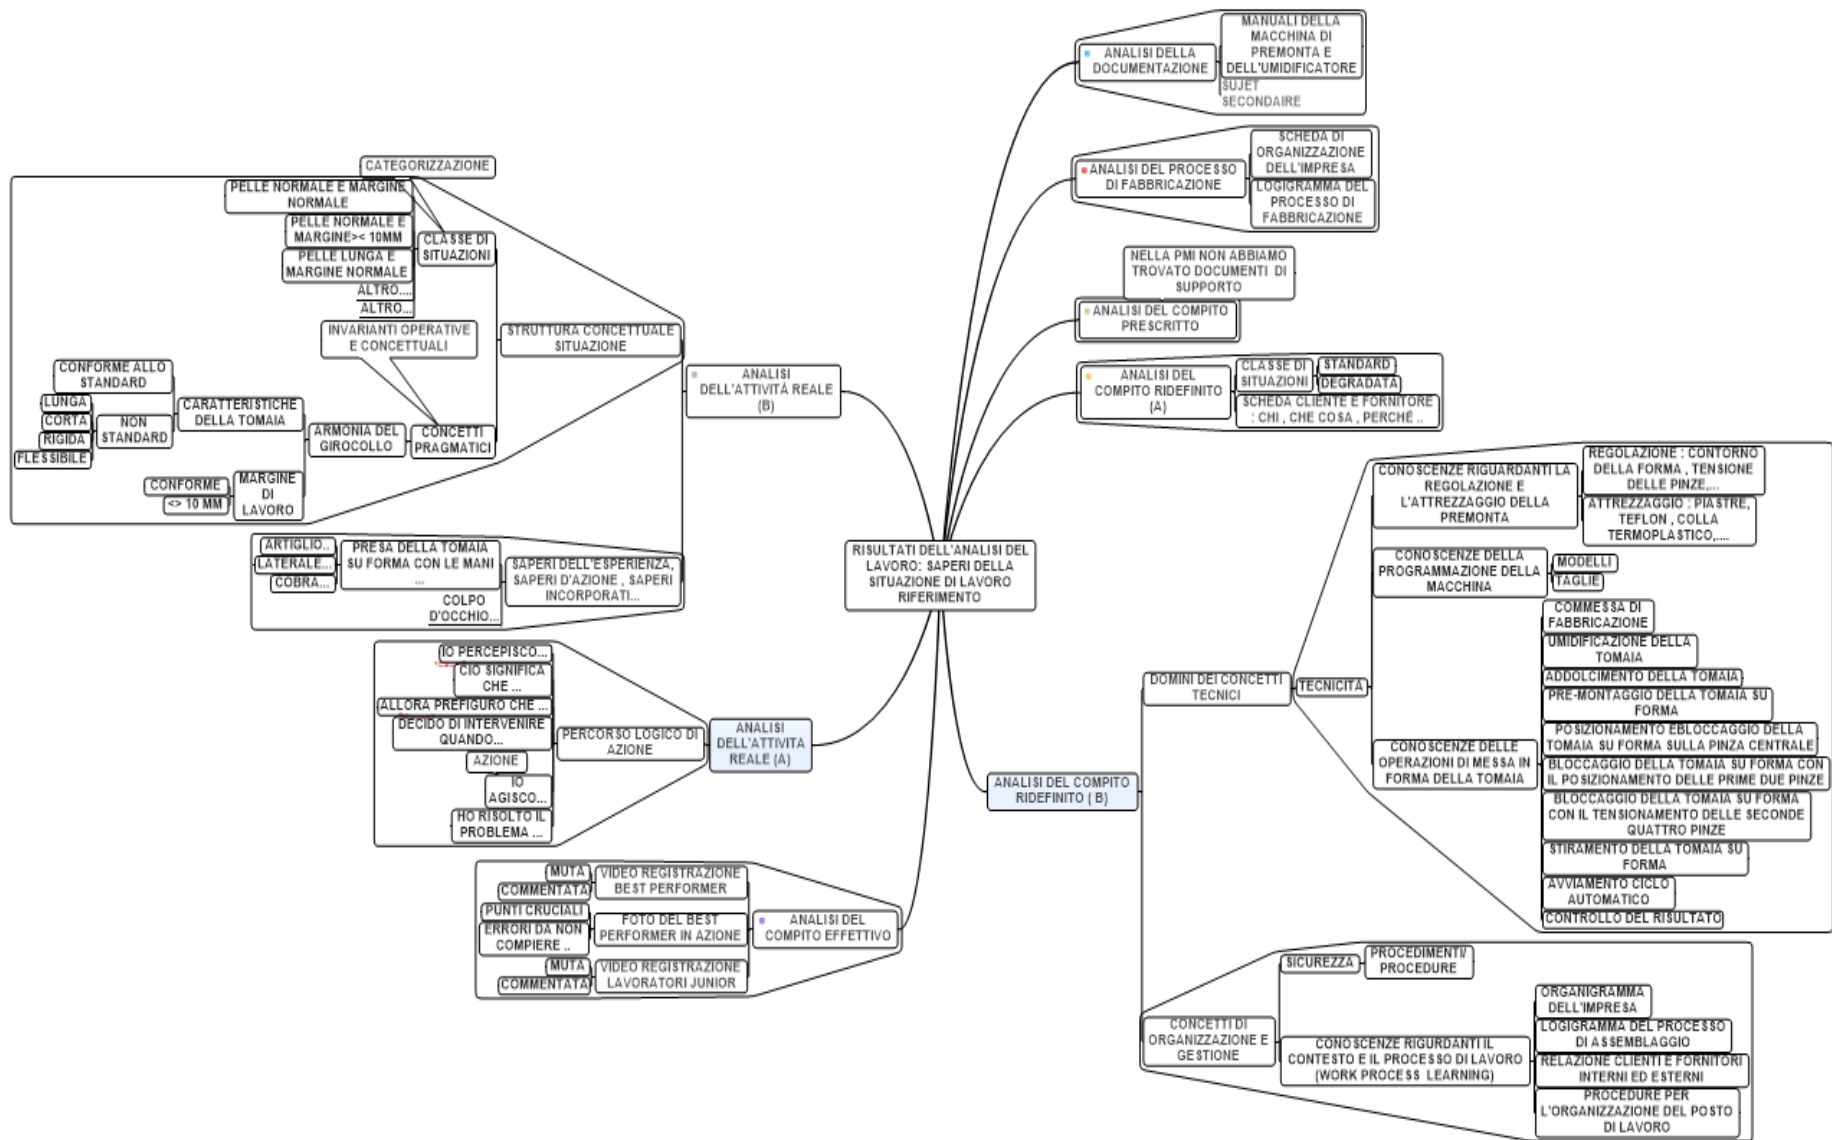 MANUALI DELLA
MACCHINA DI
PREMONTA E
DELL'UMIDIFICATORE
ANALISI DELLA
DOCUMENTAZIONE
SUJET
SECONDAIRE
SCHEDA DI
ORGANIZZAZIONE
DELL'IMPRESA
ANALISI DEL PROCESSO
DI FABBRICAZIONE
LOGIGRAMMA DEL
PROCESSO DI
FABBRICAZIONE
NELLA PMI NON ABBIAMO
TROVATO DOCUMENTI DI
SUPPORTO
ANALISI DEL COMPITO
PRESCRITTO
ANALISI DEL
COMPITO RIDEFINITO
(A)
CLASSE DI
SITUAZIONI
STANDARD
DEGRADATA
SCHEDA CLIENTE E FORNITORE
: CHI , CHE COSA , PERCHÉ ..
CATEGORIZZAZIONE
PELLE NORMALE E MARGINE
NORMALE
PELLE NORMALE E
MARGINE>< 10MM
PELLE LUNGA E
MARGINE NORMALE
ALTRO....
ALTRO...
CLASSE DI
SITUAZIONI
INVARIANTI OPERATIVE
E CONCETTUALI
STRUTTURA CONCETTUALE
SITUAZIONE
CONFORME ALLO
STANDARD
LUNGA
CORTA
RIGIDA
FLESSIBILE
NON
STANDARD
CARATTERISTICHE
DELLA TOMAIA
ARMONIA DEL
GIROCOLLO
CONCETTI
PRAGMATICI
CONFORME
<> 10 MM
MARGINE
DI
LAVORO
ANALISI
DELL'ATTIVITÁ REALE
(B)
ARTIGLIO..
LATERALE...
COBRA...
PRESA DELLA TOMAIA
SU FORMA CON LE MANI
...
COLPO
D'OCCHIO...
SAPERI DELL'ESPERIENZA,
SAPERI D'AZIONE , SAPERI
INCORPORATI...
RISULTATI DELL'ANALISI DEL
LAVORO: SAPERI DELLA
SITUAZIONE DI LAVORO
RIFERIMENTO
IO PERCEPISCO...
CIO SIGNIFICA
CHE ...
ALLORA PREFIGURO CHE ...
DECIDO DI INTERVENIRE
QUANDO...
AZIONE
IO
AGISCO...
HO RISOLTO IL
PROBLEMA ...
PERCORSO LOGICO DI
AZIONE
ANALISI
DELL'ATTIVITA
REALE (A)
MUTA
COMMENTATA
VIDEO REGISTRAZIONE
BEST PERFORMER
PUNTI CRUCIALI
ERRORI DA NON
COMPIERE ..
FOTO DEL BEST
PERFORMER IN AZIONE
MUTA
COMMENTATA
VIDEO REGISTRAZIONE
LAVORATORI JUNIOR
ANALISI DEL
COMPITO EFFETTIVO
ANALISI DEL COMPITO
RIDEFINITO ( B)
DOMINI DEI CONCETTI
TECNICI
TECNICITÁ
CONOSCENZE RIGUARDANTI LA
REGOLAZIONE E
L'ATTREZZAGGIO DELLA
PREMONTA
REGOLAZIONE : CONTORNO
DELLA FORMA , TENSIONE
DELLE PINZE,...
ATTREZZAGGIO : PIASTRE,
TEFLON , COLLA
TERMOPLASTICO,....
CONOSCENZE DELLA
PROGRAMMAZIONE DELLA
MACCHINA
MODELLI
TAGLIE
CONOSCENZE DELLE
OPERAZIONI DI MESSA IN
FORMA DELLA TOMAIA
COMMESSA DI
FABBRICAZIONE
UMIDIFICAZIONE DELLA
TOMAIA
ADDOLCIMENTO DELLA TOMAIA
PRE-MONTAGGIO DELLA TOMAIA SU
FORMA
POSIZIONAMENTO EBLOCCAGGIO DELLA
TOMAIA SU FORMA SULLA PINZA CENTRALE
BLOCCAGGIO DELLA TOMAIA SU FORMA CON
IL POSIZIONAMENTO DELLE PRIME DUE PINZE
BLOCCAGGIO DELLA TOMAIA SU FORMA
CON IL TENSIONAMENTO DELLE SECONDE
QUATTRO PINZE
STIRAMENTO DELLA TOMAIA SU
FORMA
AVVIAMENTO CICLO
AUTOMATICO
CONTROLLO DEL RISULTATO
CONCETTI DI
ORGANIZZAZIONE E
GESTIONE
SICUREZZA
PROCEDIMENTI/
PROCEDURE
CONOSCENZE RIGURDANTI IL
CONTESTO E IL PROCESSO DI LAVORO
(WORK PROCESS LEARNING)
ORGANIGRAMMA
DELL'IMPRESA
LOGIGRAMMA DEL PROCESSO
DI ASSEMBLAGGIO
RELAZIONE CLIENTI E FORNITORI
INTERNI ED ESTERNI
PROCEDURE PER
L'ORGANIZZAZIONE DEL POSTO
DI LAVORO